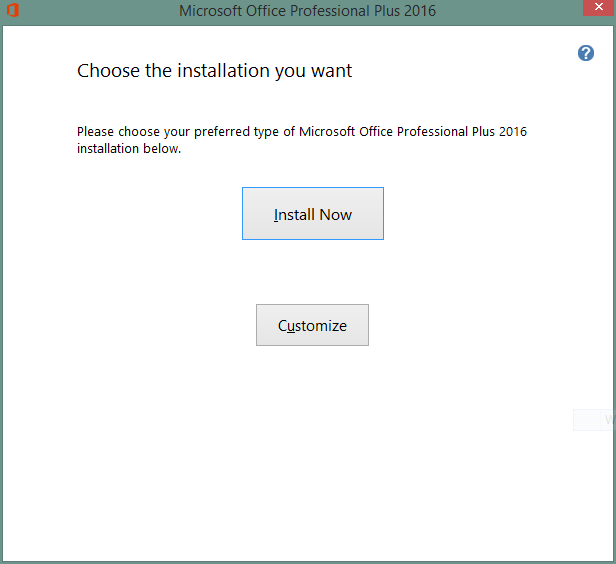 Microsoft Office Professional Plus 2016
Choose the installation you want
Please choose your preferred type of Microsoft Office Professional Plus 2016
installation below.
Install Now
Customize